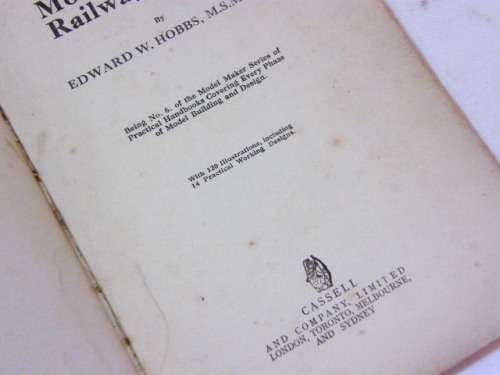 Railway
By
EDWARD W. HOBBS, M.S.M
Being No. 6. of the Model Maker Series of
Practical Handbooks Covering Every Phase
of Model Building and Design.
With 120 Illustrations, including
14 Practical Working Designs.
CASSELL
AND COMPANY, LIMITED
LONDON, TORONTO, MELBOURNE,
AND SYDNEY